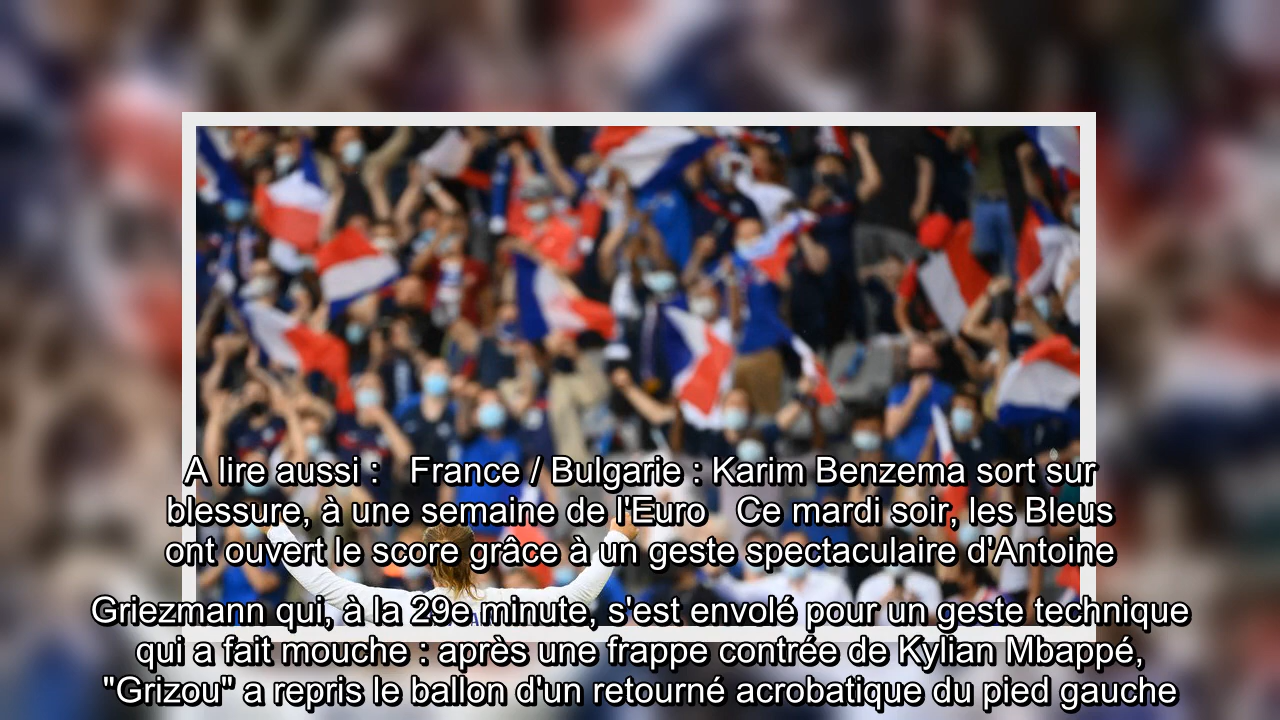 A lire aussi :   France / Bulgarie : Karim Benzema sort sur
blessure, à une semaine de l'Euro   Ce mardi soir, les Bleus
ont ouvert le score grâce à un geste spectaculaire d'Antoine
Griezmann qui, à la 29e minute, s'est envolé pour un geste technique
qui a fait mouche : après une frappe contrée de Kylian Mbappé,
"Grizou" a repris le ballon d'un retourné acrobatique du pied gauche